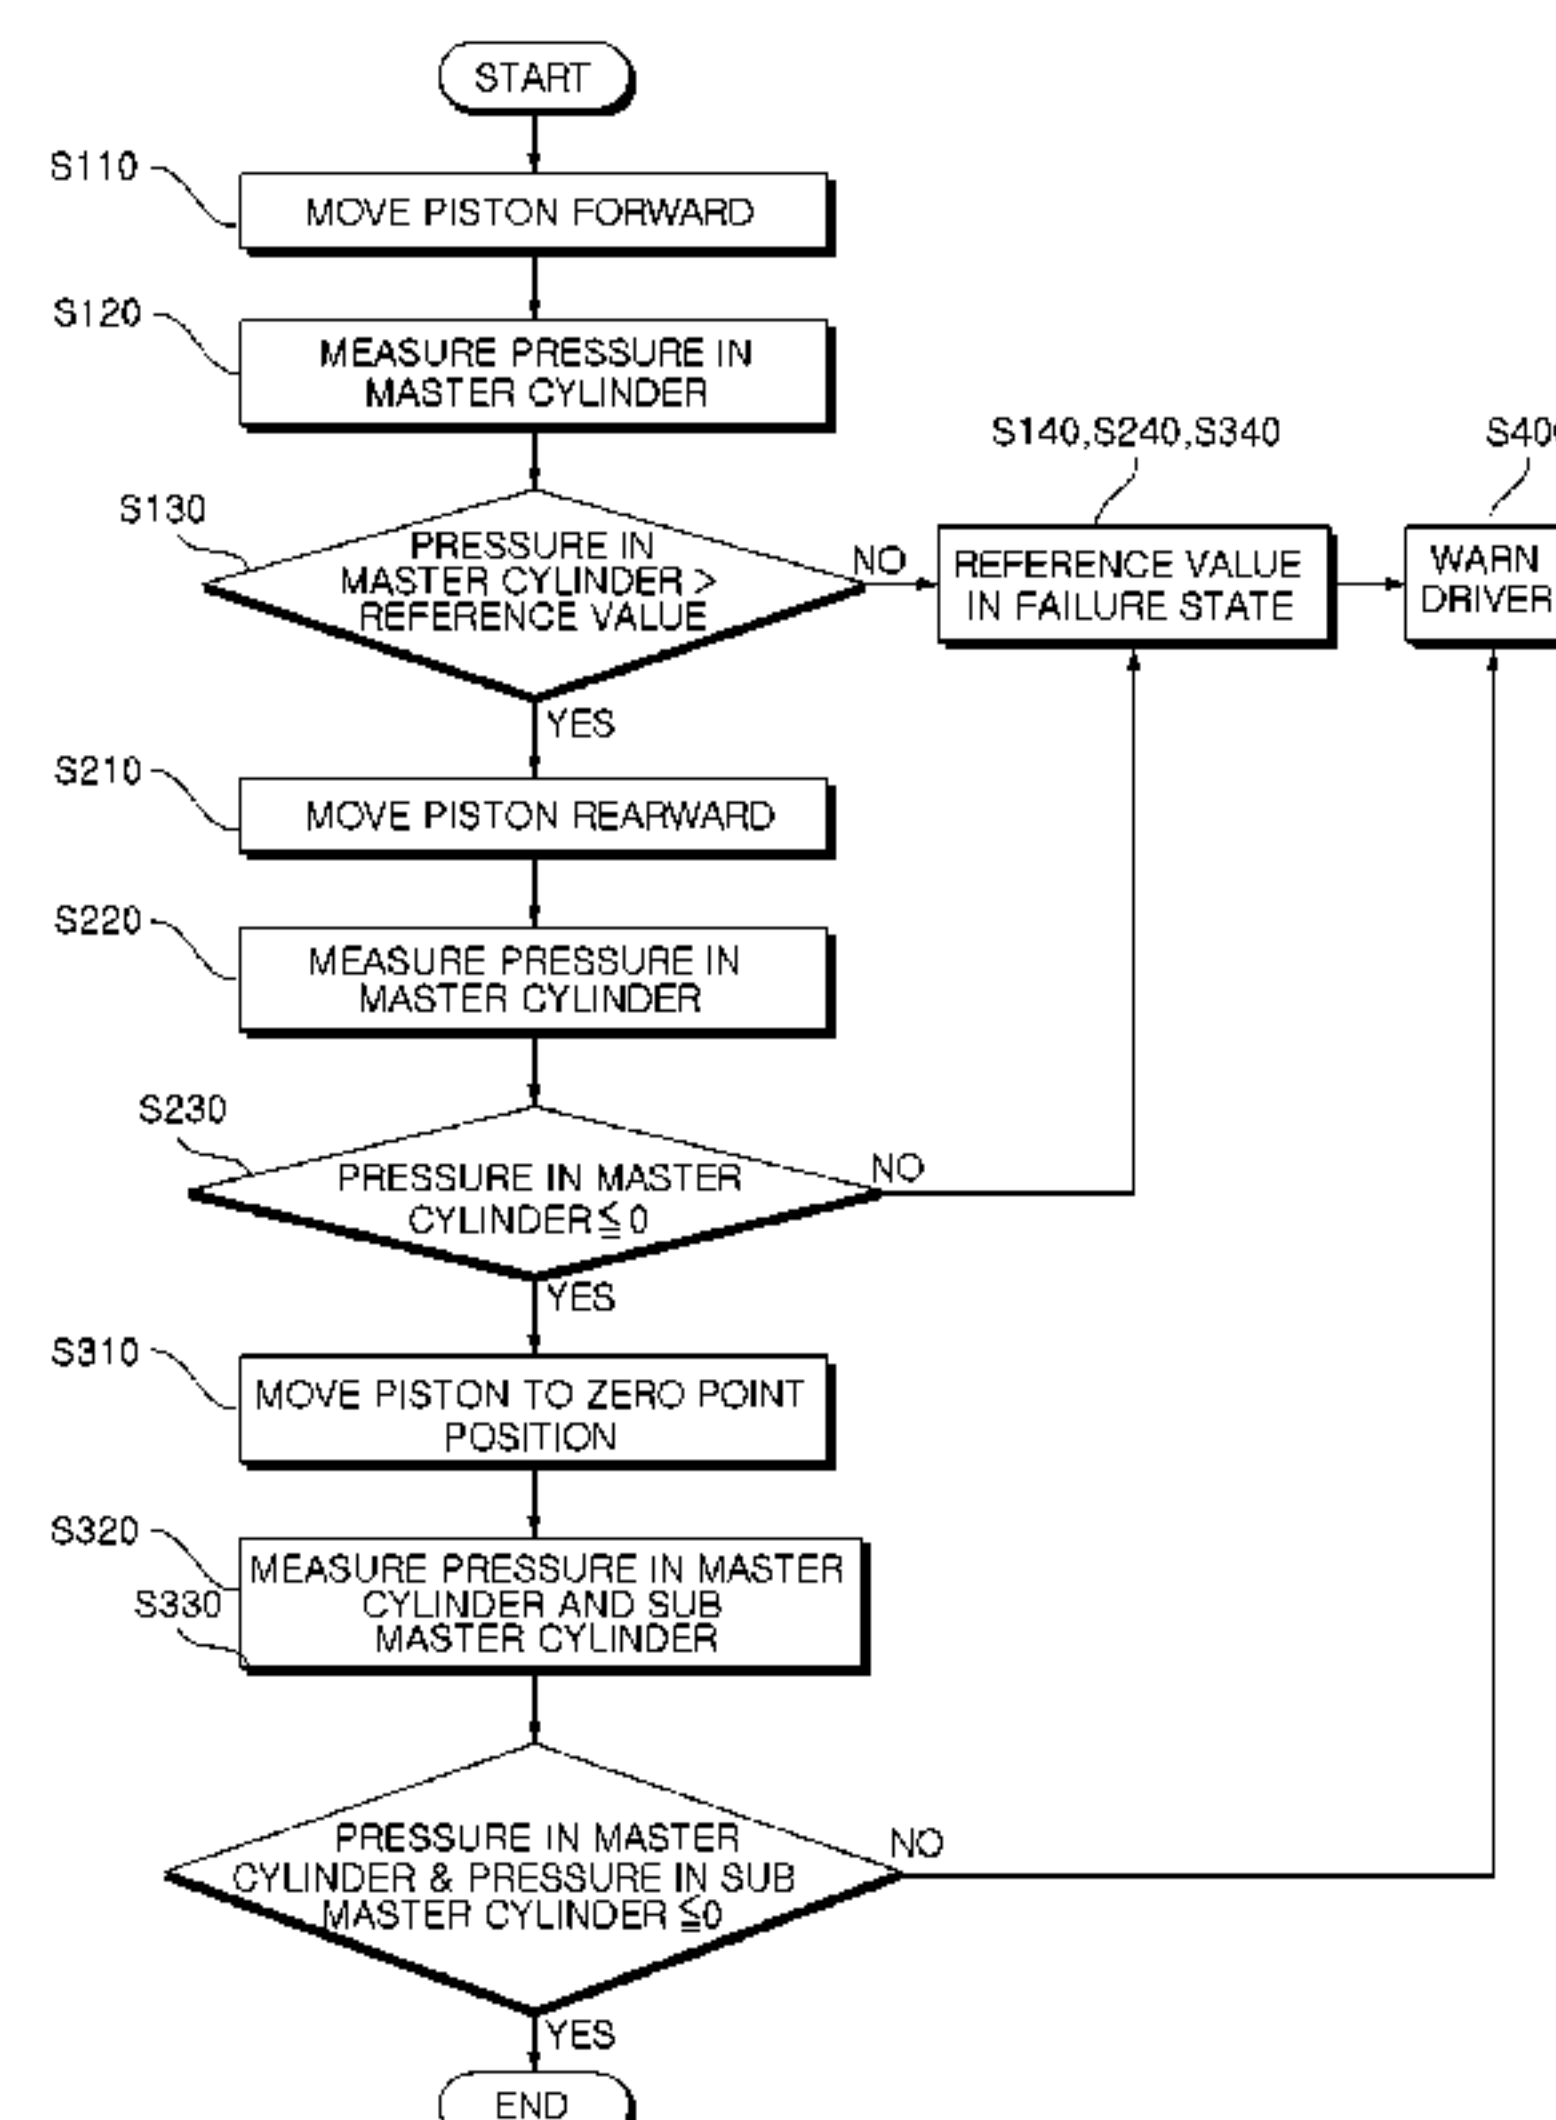 START
S110
MOVE PISTON FORWARD
S120
MEASURE PRESSURE IN
MASTER CYLINDER
S130
PRESSURE IN
MASTER CYLINDER >
REFERENCE VALUE
NO
S140,S240,S340
REFERENCE VALUE
IN FAILURE STATE
WARN
DRIVER
YES
S210
MOVE PISTON REARWARD
S220
MEASURE PRESSURE IN
MASTER CYLINDER
S230
PRESSURE IN MASTER
CYLINDER≦0
NO
YES
S310
MOVE PISTON TO ZERO POINT
POSITION
S320
MEASURE PRESSURE IN MASTER
CYLINDER AND SUB
MASTER CYLINDER
S330
PRESSURE IN MASTER
CYLINDER & PRESSURE IN SUB
MASTER CYLINDER ≦0
NO
YES
END